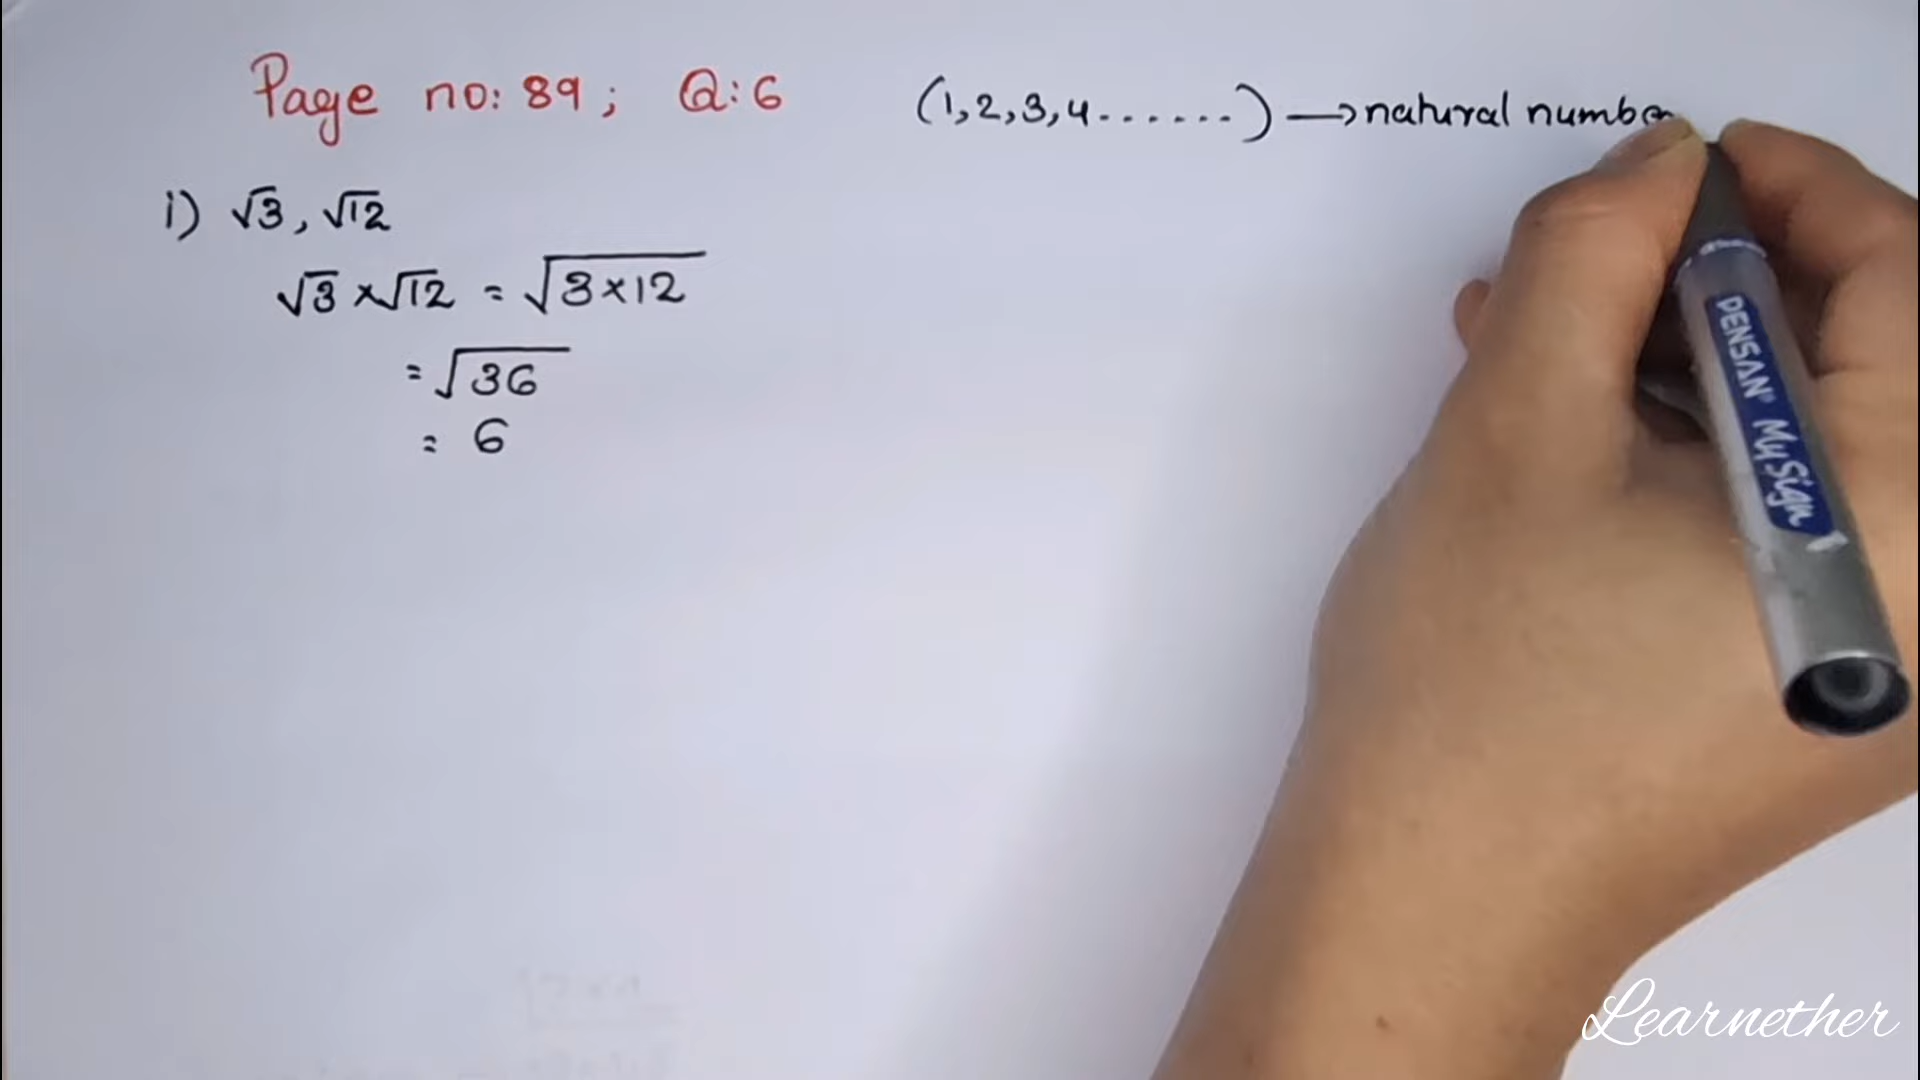 Page no: 89; Q:6
(1,2,3,4.......) → natural numbe
i) √3, √12
√3 ×√12 = √3×12
= √36
= 6
PENSAN® My Sign
Learnether